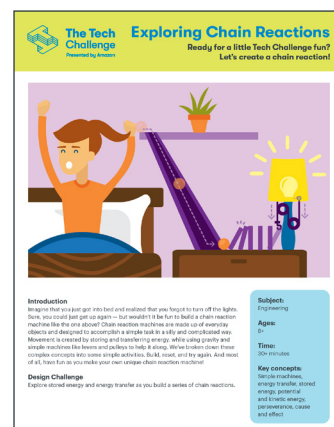 The Tech
Challenge
Presented by Amazon
Exploring Chain Reactions
Ready for a little Tech Challenge fun?
Let's create a chain reaction!
Introduction
Imagine that you just got into bed and realized that you forgot to turn off the lights.
Sure, you could just get up again — but wouldn't it be fun to build a chain reaction
machine like the one above? Chain reaction machines are made up of everyday
objects and designed to accomplish a simple task in a silly and complicated way.
Movement is created by storing and transferring energy, while using gravity and
simple machines like levers and pulleys to help it along. We've broken down these
complex concepts into some simple activities. Build, reset, and try again. And most
of all, have fun as you make your own unique chain reaction machine!
Design Challenge
Explore stored energy and energy transfer as you build a series of chain reactions.
Subject:
Engineering
Ages:
8+
Time:
30+ minutes
Key concepts:
Simple machines,
energy transfer, stored
energy, potential
and kinetic energy,
perseverance, cause
and effect